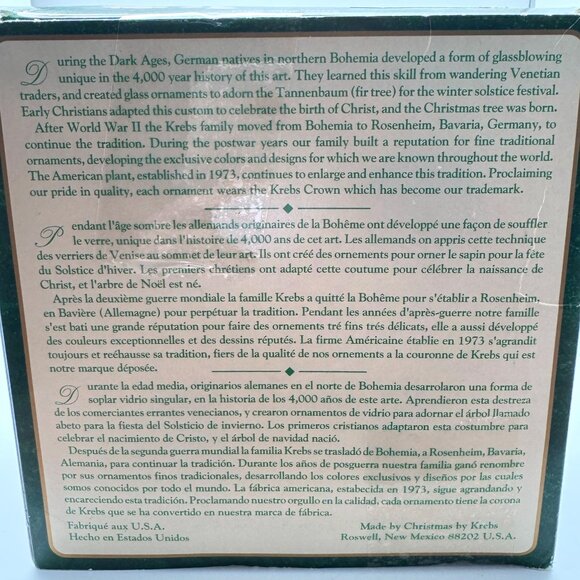 During the Dark Ages, German natives in northern Bohemia developed a form of glassblowing
unique in the 4,000 year history of this art. They learned this skill from wandering Venetian
traders, and created glass ornaments to adorn the Tannenbaum (fir tree) for the winter solstice festival.
Early Christians adapted this custom to celebrate the birth of Christ, and the Christmas tree was born.
After World War II the Krebs family moved from Bohemia to Rosenheim, Bavaria, Germany, to
continue the tradition. During the postwar years our family built a reputation for fine traditional
ornaments, developing the exclusive colors and designs for which we are known throughout the world.
The American plant, established in 1973, continues to enlarge and enhance this tradition. Proclaiming
our pride in quality, each ornament wears the Krebs Crown which has become our trademark.
Pendant l'âge sombre les allemands originaires de la Bohême ont développé une façon de souffler
le verre, unique dans l'histoire de 4,000 ans de cet art. Les allemands on appris cette technique
des verriers de Venise au sommet de leur art. Ils ont créé des ornements pour orner le sapin pour la fête
du Solstice d'hiver. Les premiers chrétiens ont adapté cette coutume pour célébrer la naissance de
Christ, et l'arbre de Noël est né.
Après la deuxième guerre mondiale la famille Krebs a quitté la Bohême pour s'établir a Rosenheim,
en Bavière (Allemagne) pour perpétuer la tradition. Pendant les années d'après-guerre notre famille
s'est bati une grande réputation pour faire des ornements tré fins trés délicats, elle a aussi développé
des couleurs exceptionnelles et des dessins réputés. La firme Américaine établie en 1973 s'agrandit
toujours et reéhausse sa tradition, fiers de la qualité de nos ornements a la couronne de Krebs qui est
notre marque déposée.
Durante la edad media, originarios alemanes en el norte de Bohemia desarrolaron una forma de
soplar vidrio singular, en la historia de los 4,000 años de este arte. Aprendieron esta destreza
de los comerciantes errantes venecianos, y crearon ornamentos de vidrio para adornar el árbol llamado
abeto para la fiesta del Solsticio de invierno. Los primeros cristianos adaptaron esta costumbre para
celebrar el nacimiento de Cristo, y el árbol de navidad nació.
Después de la segunda guerra mundial la familia Krebs se trasladó de Bohemia, a Rosenheim, Bavaria,
Alemania, para continuar la tradición. Durante los años de posguerra nuestra familia ganó renombre
por sus ornamentos finos tradicionales, desarrollando los colores exclusivos y diseños por las cuales
somos conocidos por todo el mundo. La fábrica americana, estabecida en 1973, sigue agrandando y
encareciendo esta tradición. Proclamando nuestro orgullo en la calidad, cada ornamento tiene la corona
de Krebs que se ha convertido en nuestra marca de fábrica.
Fabriqué aux U.S.A.
Hecho en Estados Unidos
Made by Christmas by Krebs
Roswell, New Mexico 88202 U.S.A.